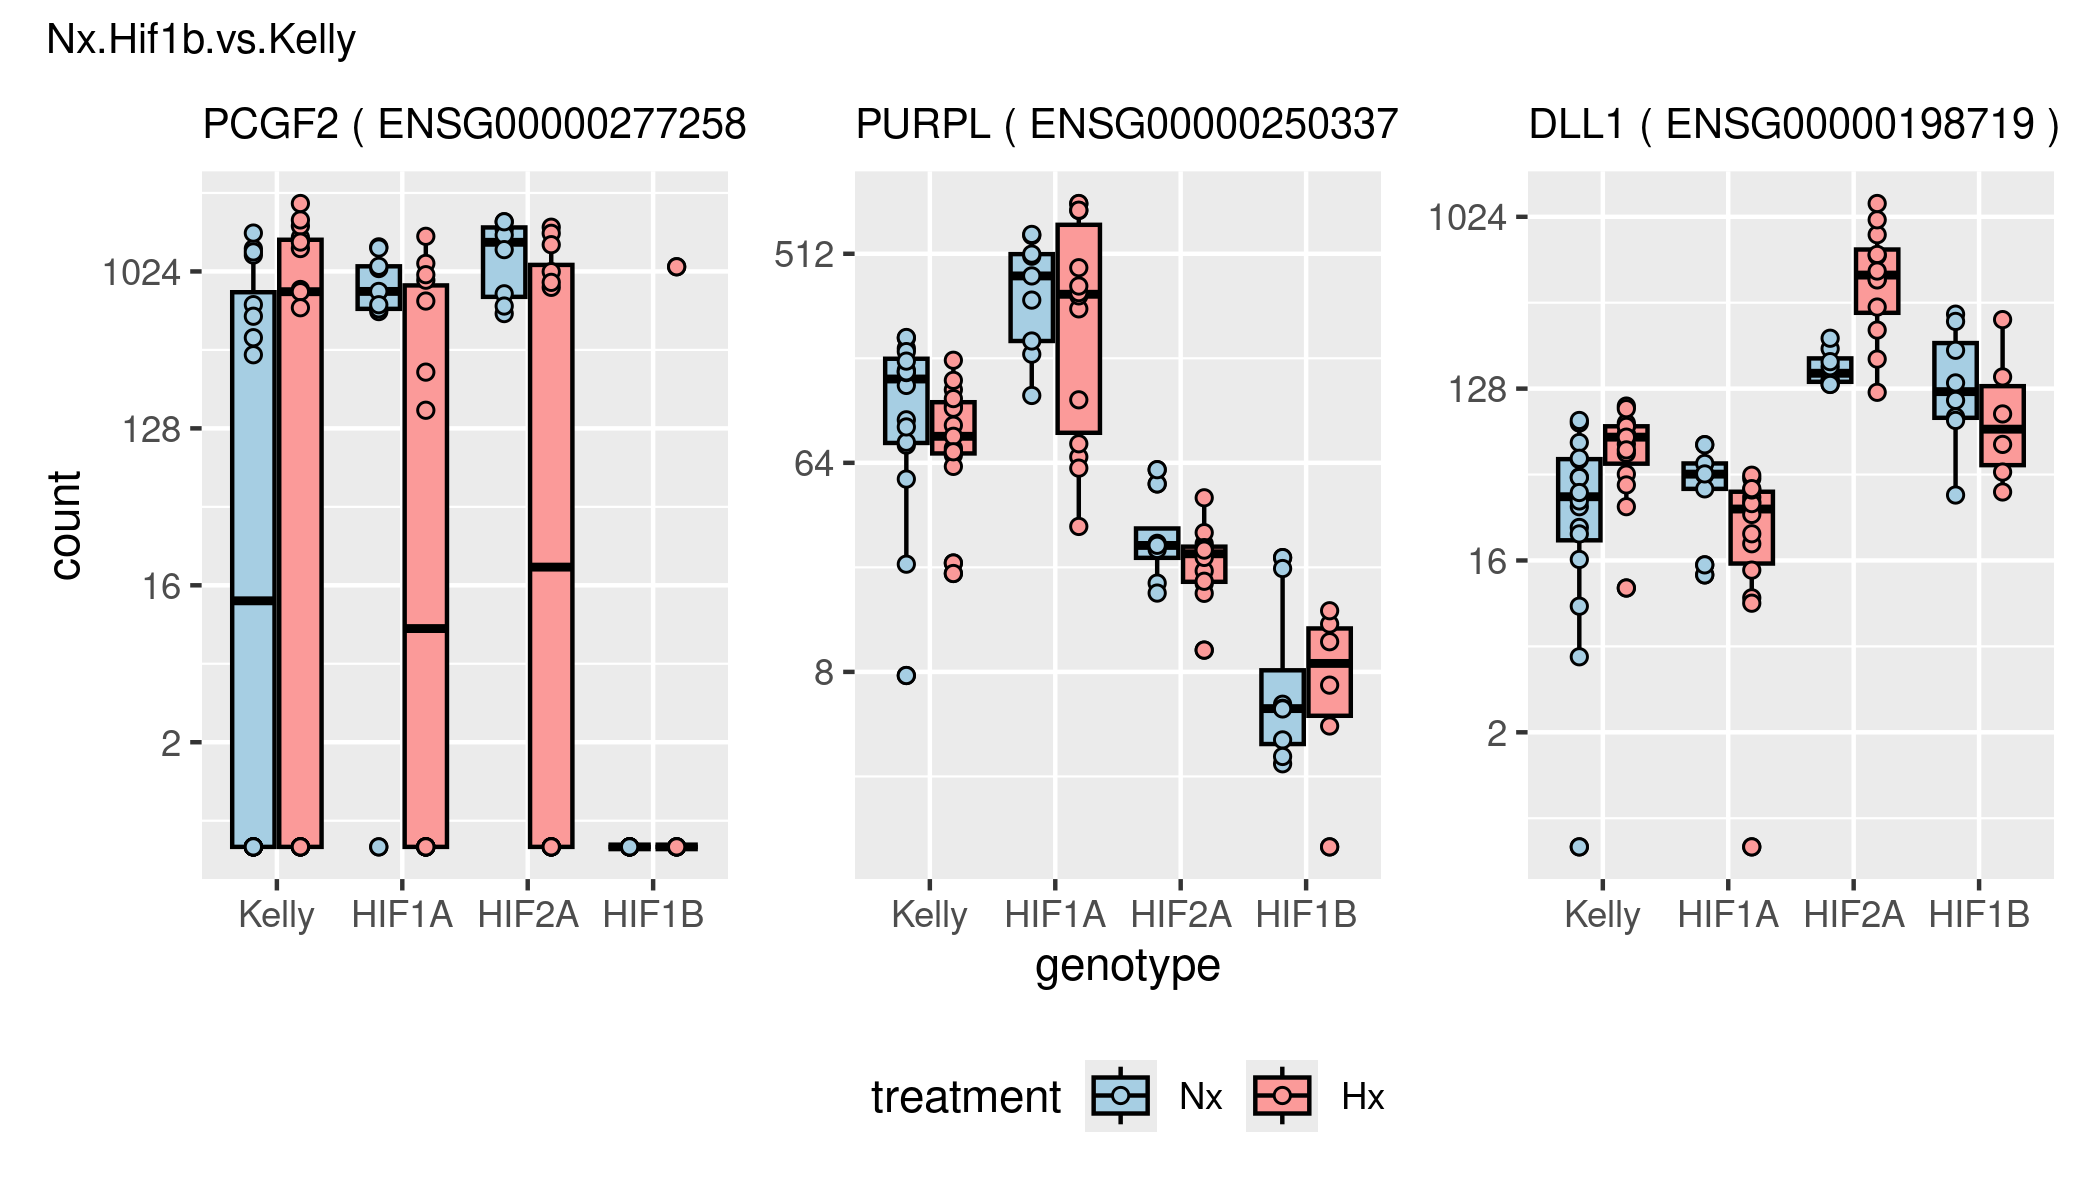 Nx.Hif1b.vs.Kelly
PCGF2 ( ENSG00000277258
PURPL ( ENSG00000250337
DLL1 ( ENSG00000198719 )
count
1024
128
16
2
512
64
8
1024
128
16
2
Kelly HIF1A HIF2A HIF1B
Kelly HIF1A HIF2A HIF1B
Kelly HIF1A HIF2A HIF1B
genotype
treatment Nx Hx